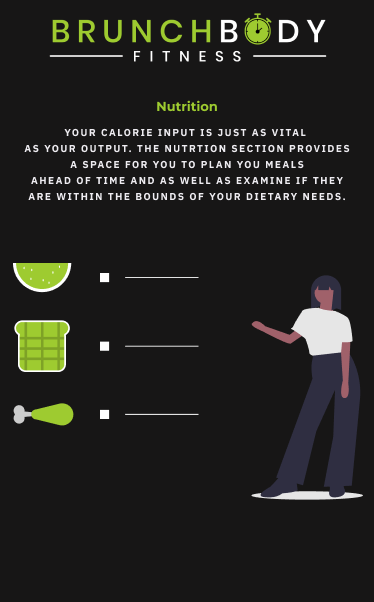 BRUNCHBODY
FITNESS
Nutrition
YOUR CALORIE INPUT IS JUST AS VITAL
AS YOUR OUTPUT. THE NUTRTION SECTION PROVIDES
A SPACE FOR YOU TO PLAN YOU MEALS
AHEAD OF TIME AND AS WELL AS EXAMINE IF THEY
ARE WITHIN THE BOUNDS OF YOUR DIETARY NEEDS.